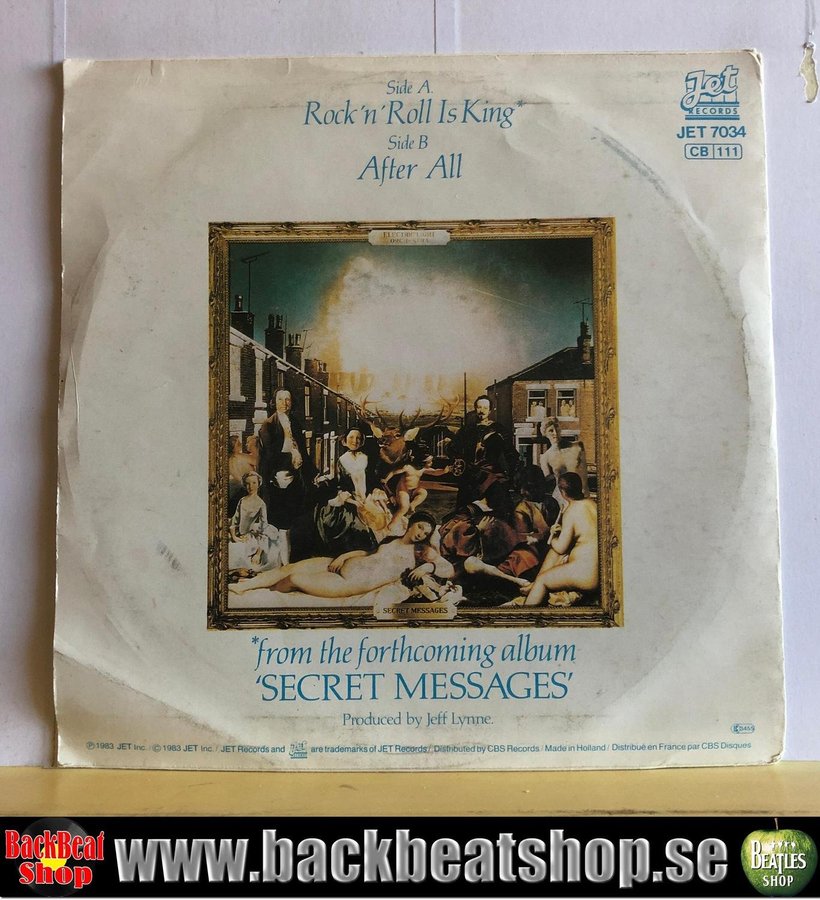 Side A.
Rock 'n' Roll Is King*
Side B
After All
Jet
RECORDS
JET 7034
CB 111
ELECTRIC LIGHT
ORCHESTRA
SECRET MESSAGES
*from the forthcoming album
'SECRET MESSAGES'
Produced by Jeff Lynne.
℗ 1983 JET Inc. / © 1983 JET Inc. / JET Records and Jet are trademarks of JET Records / Distributed by CBS Records / Made in Holland / Distribué en France par CBS Disques
BackBeat
Shop
www.backbeatshop.se
BEATLES
SHOP